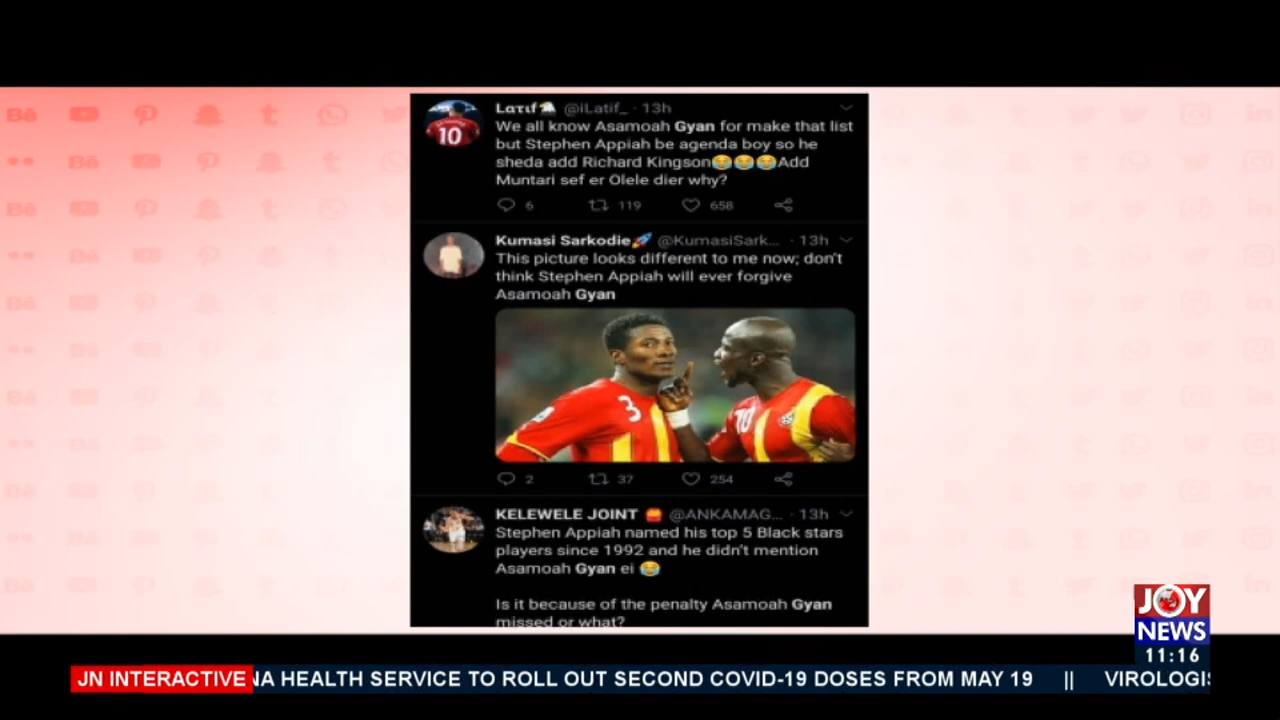 Latif @iLatif_ · 13h
We all know Asamoah Gyan for make that list
but Stephen Appiah be agenda boy so he
sheda add Richard Kingson😂😂😂Add
Muntari sef er Olele dier why?
6 119 658
Kumasi Sarkodie🚀 @KumasiSark... · 13h
This picture looks different to me now; don't
think Stephen Appiah will ever forgive
Asamoah Gyan
3
10
2 37 254
KELEWELE JOINT @ANKAMAG... · 13h
Stephen Appiah named his top 5 Black stars
players since 1992 and he didn't mention
Asamoah Gyan ei 😂
Is it because of the penalty Asamoah Gyan
missed or what?
10
JOY
NEWS
11:16
JN INTERACTIVE NA HEALTH SERVICE TO ROLL OUT SECOND COVID-19 DOSES FROM MAY 19 || VIROLOGIS